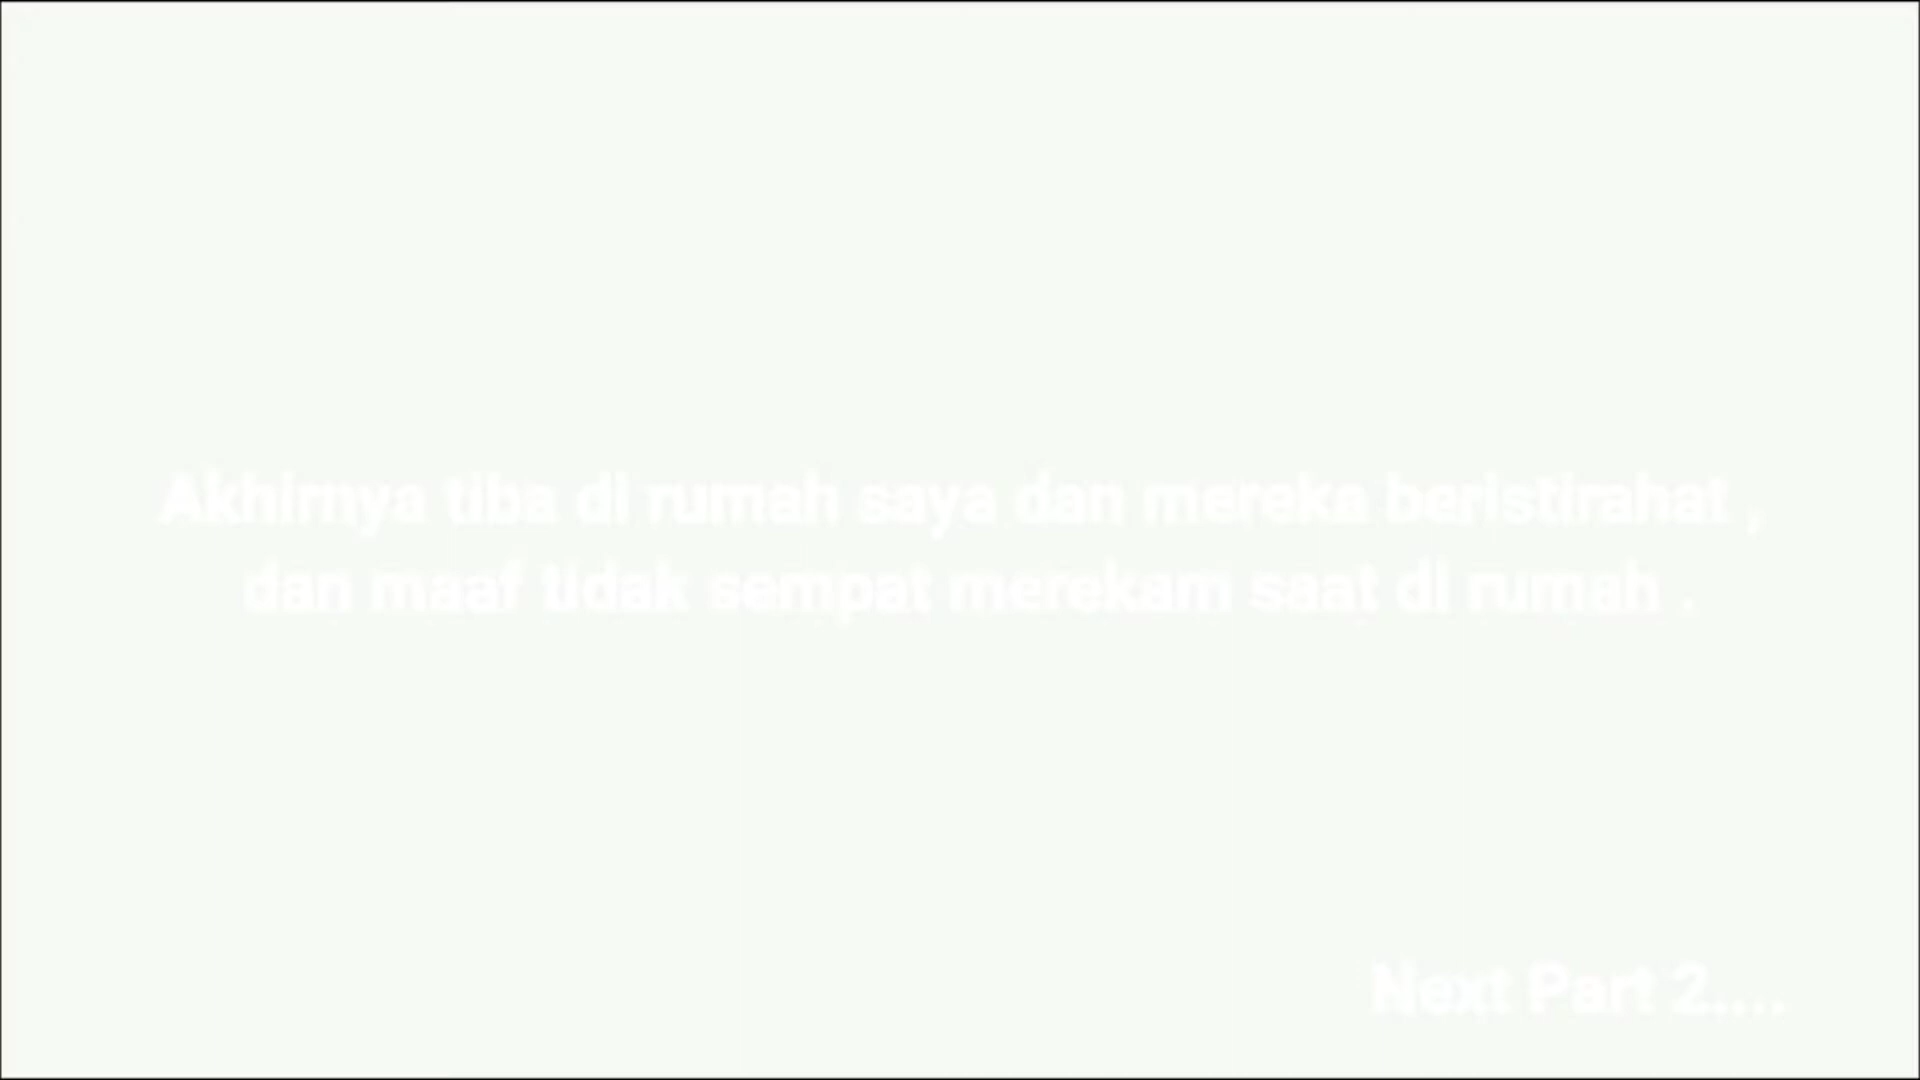 Akhirnya tiba di rumah saya dan mereka beristirahat ,
dan maaf tidak sempat merekam saat di rumah .
Next Part 2....